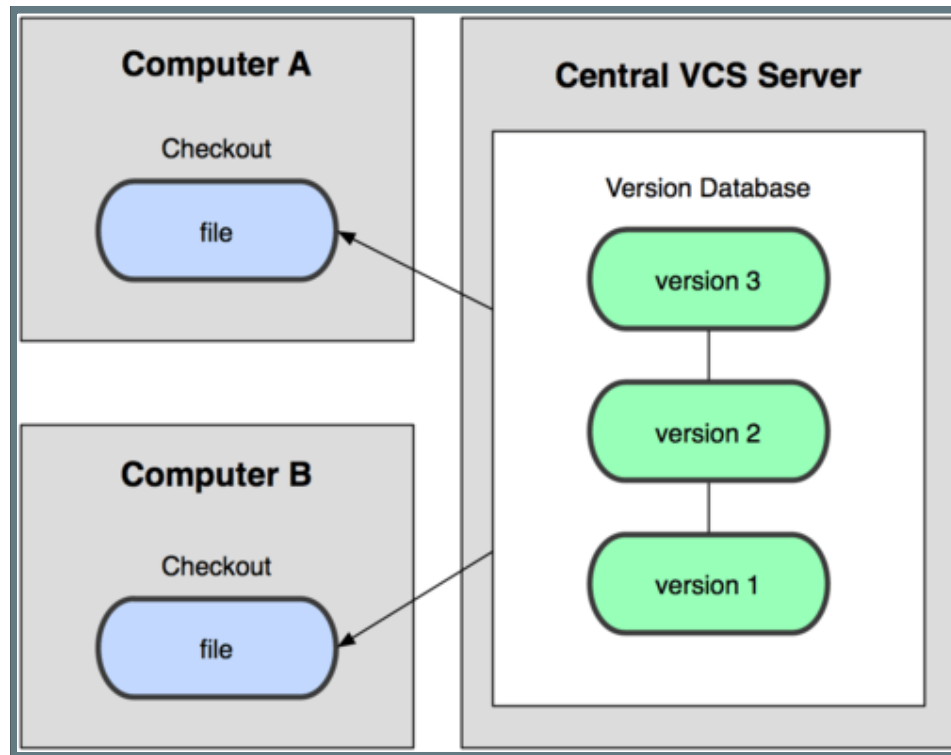 Computer A
Checkout
file
Computer B
Checkout
file
Central VCS Server
Version Database
version 3
version 2
version 1